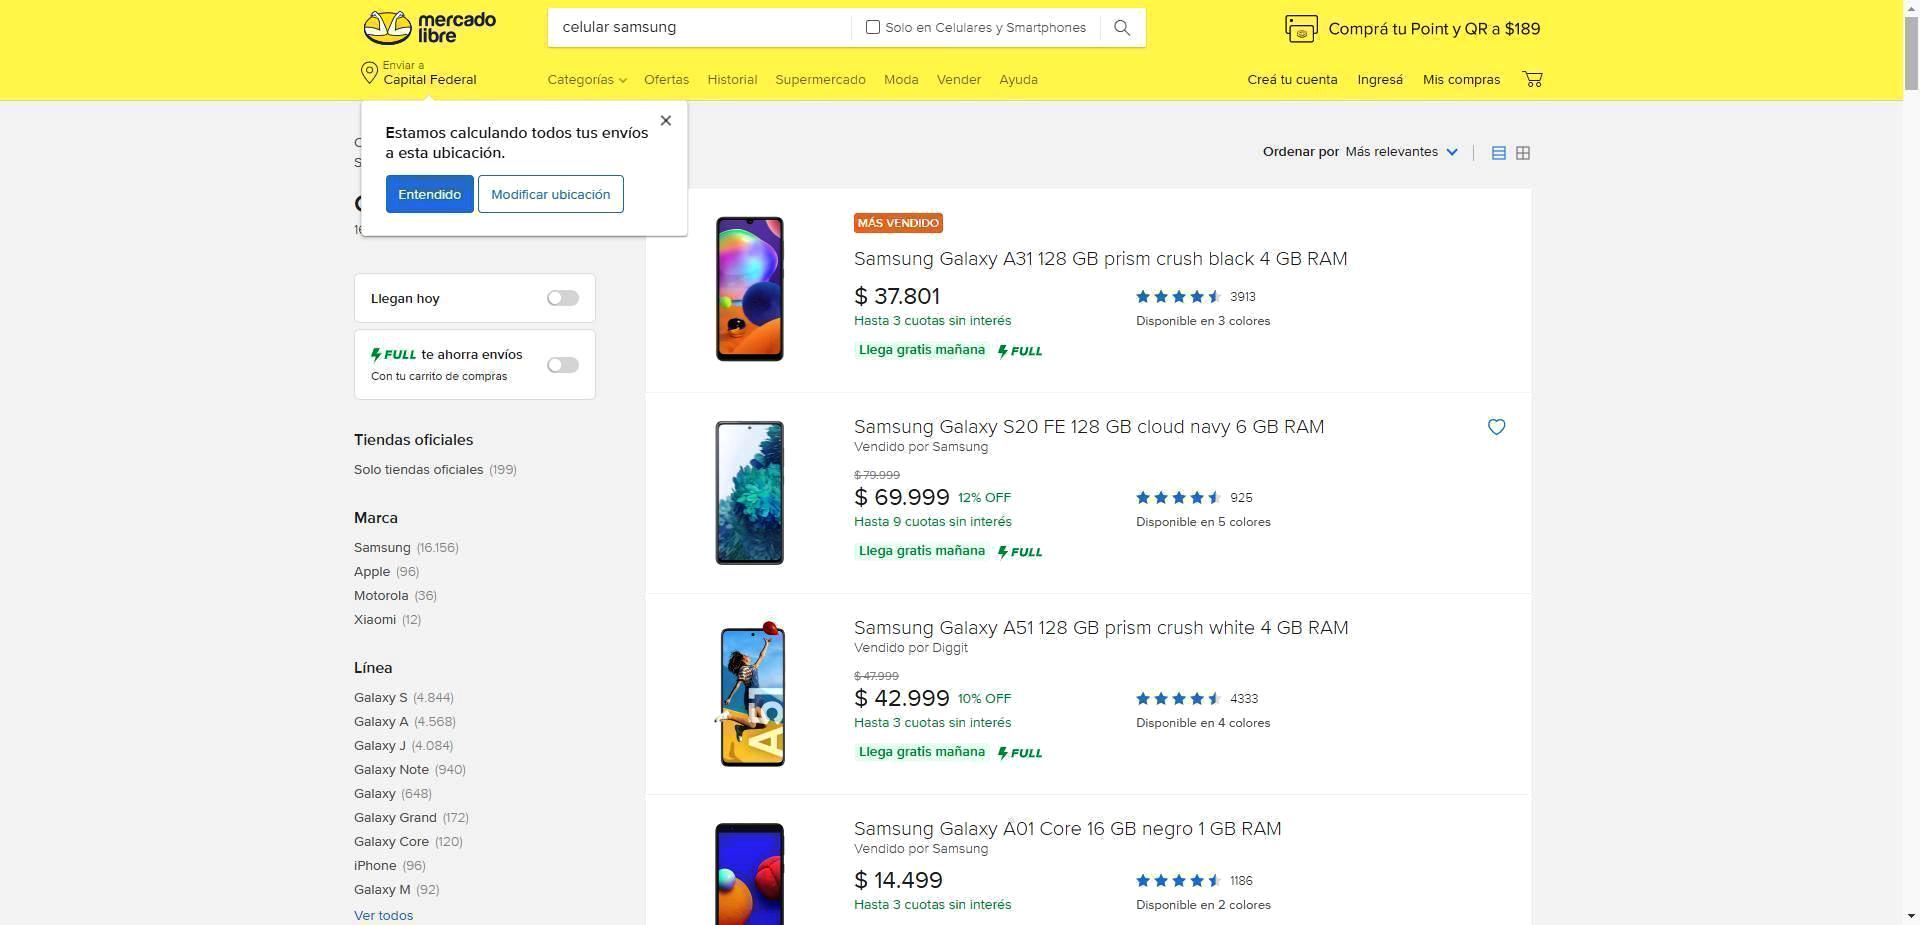 mercado
libre
celular samsung
Solo en Celulares y Smartphones
Comprá tu Point y QR a $189
Enviar a
Capital Federal
Categorías
Ofertas
Historial
Supermercado
Moda
Vender
Ayuda
Creá tu cuenta
Ingresá
Mis compras
Estamos calculando todos tus envíos
a esta ubicación.
Entendido
Modificar ubicación
Ordenar por Más relevantes
Llegan hoy
FULL te ahorra envíos
Con tu carrito de compras
Tiendas oficiales
Solo tiendas oficiales (199)
Marca
Samsung (16.156)
Apple (96)
Motorola (36)
Xiaomi (12)
Línea
Galaxy S (4.844)
Galaxy A (4.568)
Galaxy J (4.084)
Galaxy Note (940)
Galaxy (648)
Galaxy Grand (172)
Galaxy Core (120)
iPhone (96)
Galaxy M (92)
Ver todos
MÁS VENDIDO
Samsung Galaxy A31 128 GB prism crush black 4 GB RAM
$ 37.801
3913
Hasta 3 cuotas sin interés
Disponible en 3 colores
Llega gratis mañana FULL
Samsung Galaxy S20 FE 128 GB cloud navy 6 GB RAM
Vendido por Samsung
$ 79.999
$ 69.999 12% OFF
925
Hasta 9 cuotas sin interés
Disponible en 5 colores
Llega gratis mañana FULL
A51
Samsung Galaxy A51 128 GB prism crush white 4 GB RAM
Vendido por Diggit
$ 47.999
$ 42.999 10% OFF
4333
Hasta 3 cuotas sin interés
Disponible en 4 colores
Llega gratis mañana FULL
Samsung Galaxy A01 Core 16 GB negro 1 GB RAM
Vendido por Samsung
$ 14.499
1186
Hasta 3 cuotas sin interés
Disponible en 2 colores